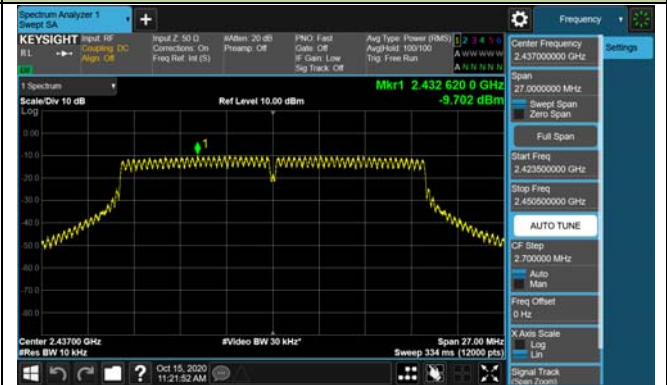 Spectrum Analyzer 1
Swept SA
+
Frequency
KEYSIGHT
RL
Input: RF
Coupling: DC
Align: Off
Input Z: 50 Ω
Corrections: On
Freq Ref: Int (S)
#Atten: 20 dB
Preamp: Off
PNO: Fast
Gate: Off
IF Gain: Low
Sig Track: Off
Avg Type: Power (RMS)
Avg|Hold: 100/100
Trig: Free Run
1 2 3 4 5 6
A W W W W W
A N N N N N
1 Spectrum
Scale/Div 10 dB
Log
Ref Level 10.00 dBm
Mkr1 2.432 620 0 GHz
-9.702 dBm
1
0.00
-10.0
-20.0
-30.0
-40.0
-50.0
-60.0
-70.0
-80.0
Center 2.43700 GHz
#Res BW 10 kHz
#Video BW 30 kHz*
Span 27.00 MHz
Sweep 334 ms (12000 pts)
Oct 15, 2020
11:21:52 AM
?
Center Frequency
2.437000000 GHz
Settings
Span
27.0000000 MHz
Swept Span
Zero Span
Full Span
Start Freq
2.423500000 GHz
Stop Freq
2.450500000 GHz
AUTO TUNE
CF Step
2.700000 MHz
Auto
Man
Freq Offset
0 Hz
X Axis Scale
Log
Lin
Signal Track
(Span Zoom)